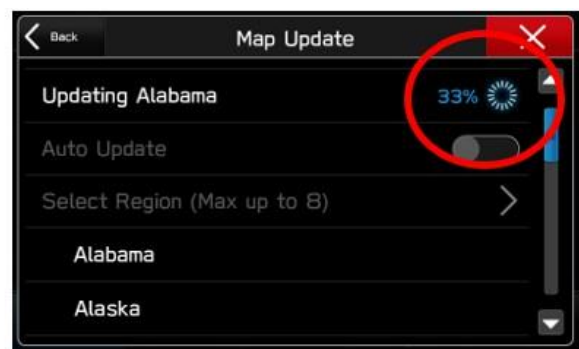 Back Map Update
Updating Alabama 33%
Auto Update
Select Region (Max up to 8)
Alabama
Alaska